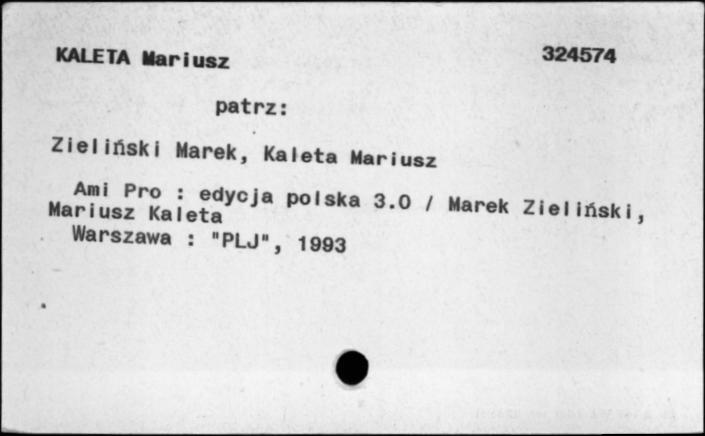 KALETA Mariusz 324574
patrz:
Zieliński Marek, Kaleta Mariusz
Ami Pro : edycja polska 3.0 / Marek Zieliński,
Mariusz Kaleta
Warszawa : "PLJ", 1993